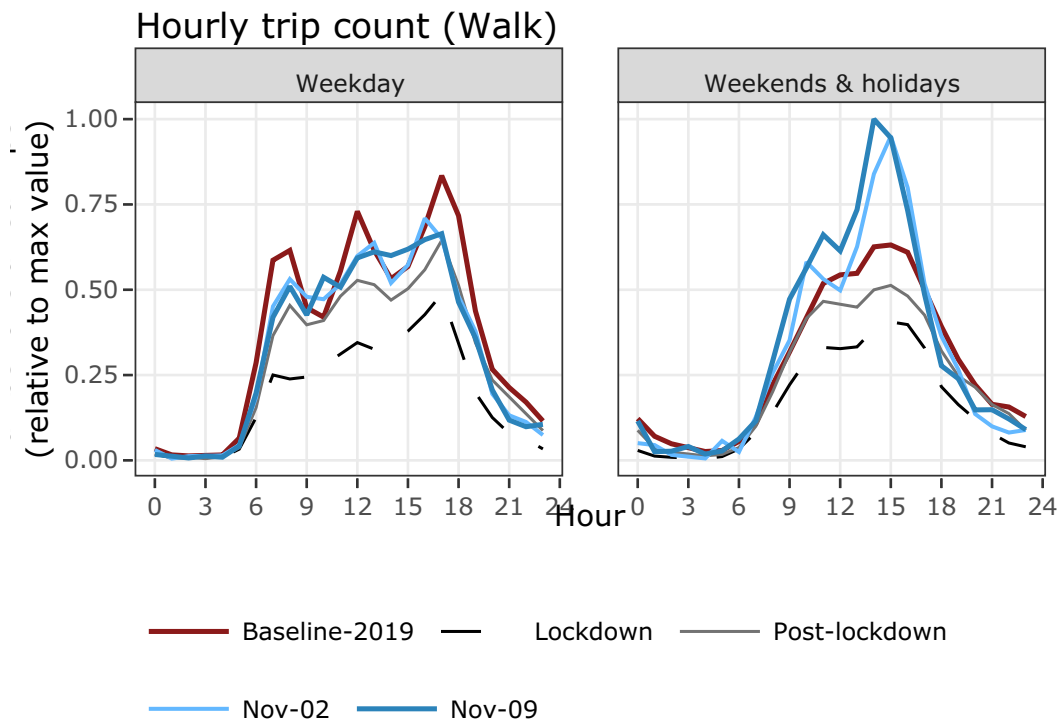 Hourly trip count (Walk)
Weekday
Weekends & holidays
(relative to max value)
1.00
0.75
0.50
0.25
0.00
0 3 6 9 12 15 18 21 24
0 3 6 9 12 15 18 21 24
Hour
Baseline-2019 Lockdown Post-lockdown
Nov-02 Nov-09